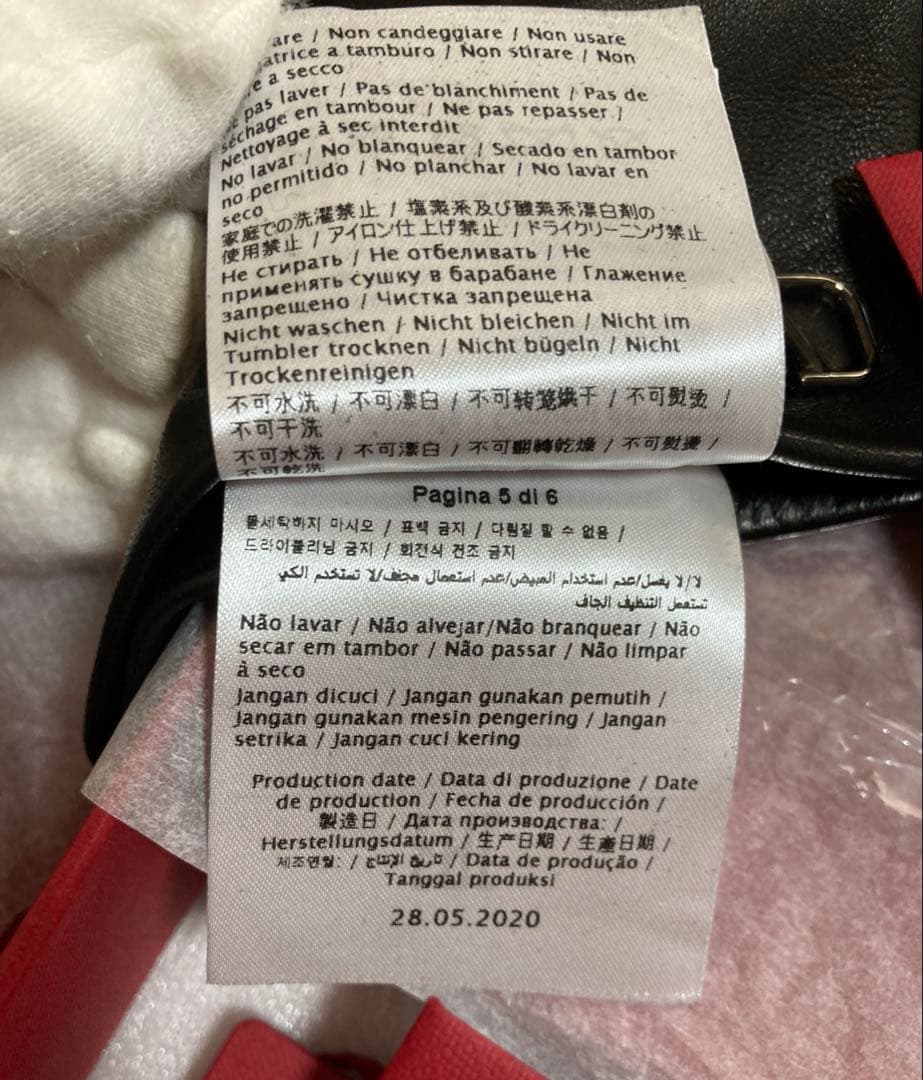 are / Non candeggiare / Non usare
atrice a tamburo / Non stirare / Non
e a secco
pas laver / Pas de blanchiment / Pas de
séchage en tambour / Ne pas repasser /
Nettoyage à sec interdit
No lavar / No blanquear / Secado en tambor
no permitido / No planchar / No lavar en
seco
家庭での洗濯禁止 / 塩素系及び酸素系漂白剤の
使用禁止 / アイロン仕上げ禁止 / ドライクリーニング禁止
Не стирать / Не отбеливать / Не
применять сушку в барабане / Глажение
запрещено / Чистка запрещена
Nicht waschen / Nicht bleichen / Nicht im
Tumbler trocknen / Nicht bügeln / Nicht
Trockenreinigen
不可水洗 / 不可漂白 / 不可转笼烘干 / 不可熨烫 /
不可干洗
不可水洗 / 不可漂白 / 不可翻轉乾燥 / 不可熨燙 /
不可乾洗
Pagina 5 di 6
물세탁하지 마시오 / 표백 금지 / 다림질 할 수 없음 /
드라이클리닝 금지 / 회전식 건조 금지
لا/لا يغسل/عدم استخدام المبيض/عدم استعمال مجفف/لا تستخدم الكي
تستعمل التنظيف الجاف
Não lavar / Não alvejar/Não branquear / Não
secar em tambor / Não passar / Não limpar
à seco
Jangan dicuci / Jangan gunakan pemutih /
Jangan gunakan mesin pengering / Jangan
setrika / Jangan cuci kering
Production date / Data di produzione / Date
de production / Fecha de producción /
製造日 / Дата производства: /
Herstellungsdatum / 生产日期 / 生產日期 /
제조연월: / تاريخ الإنتاج / Data de produção /
Tanggal produksi
28.05.2020